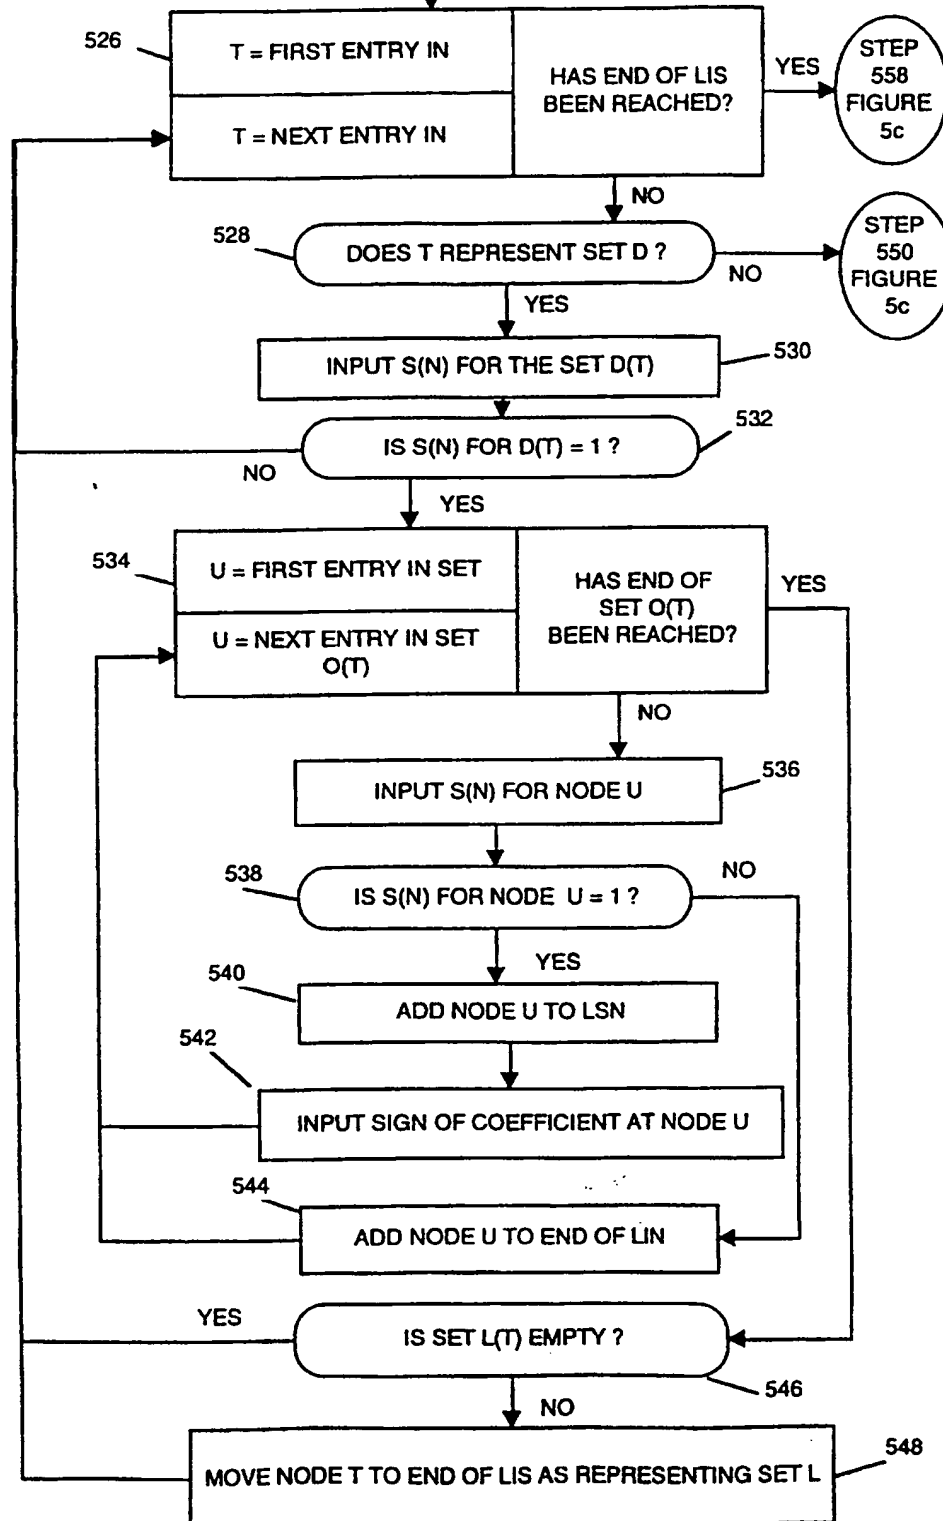 526
T = FIRST ENTRY IN
T = NEXT ENTRY IN
HAS END OF LIS
BEEN REACHED?
YES
STEP
558
FIGURE
5c
NO
528
DOES T REPRESENT SET D ?
NO
STEP
550
FIGURE
5c
YES
INPUT S(N) FOR THE SET D(T)
530
IS S(N) FOR D(T) = 1 ?
532
NO
YES
534
U = FIRST ENTRY IN SET
U = NEXT ENTRY IN SET
O(T)
HAS END OF
SET O(T)
BEEN REACHED?
YES
NO
INPUT S(N) FOR NODE U
536
538
IS S(N) FOR NODE U = 1 ?
NO
YES
540
ADD NODE U TO LSN
542
INPUT SIGN OF COEFFICIENT AT NODE U
544
ADD NODE U TO END OF LIN
YES
IS SET L(T) EMPTY ?
546
NO
MOVE NODE T TO END OF LIS AS REPRESENTING SET L
548